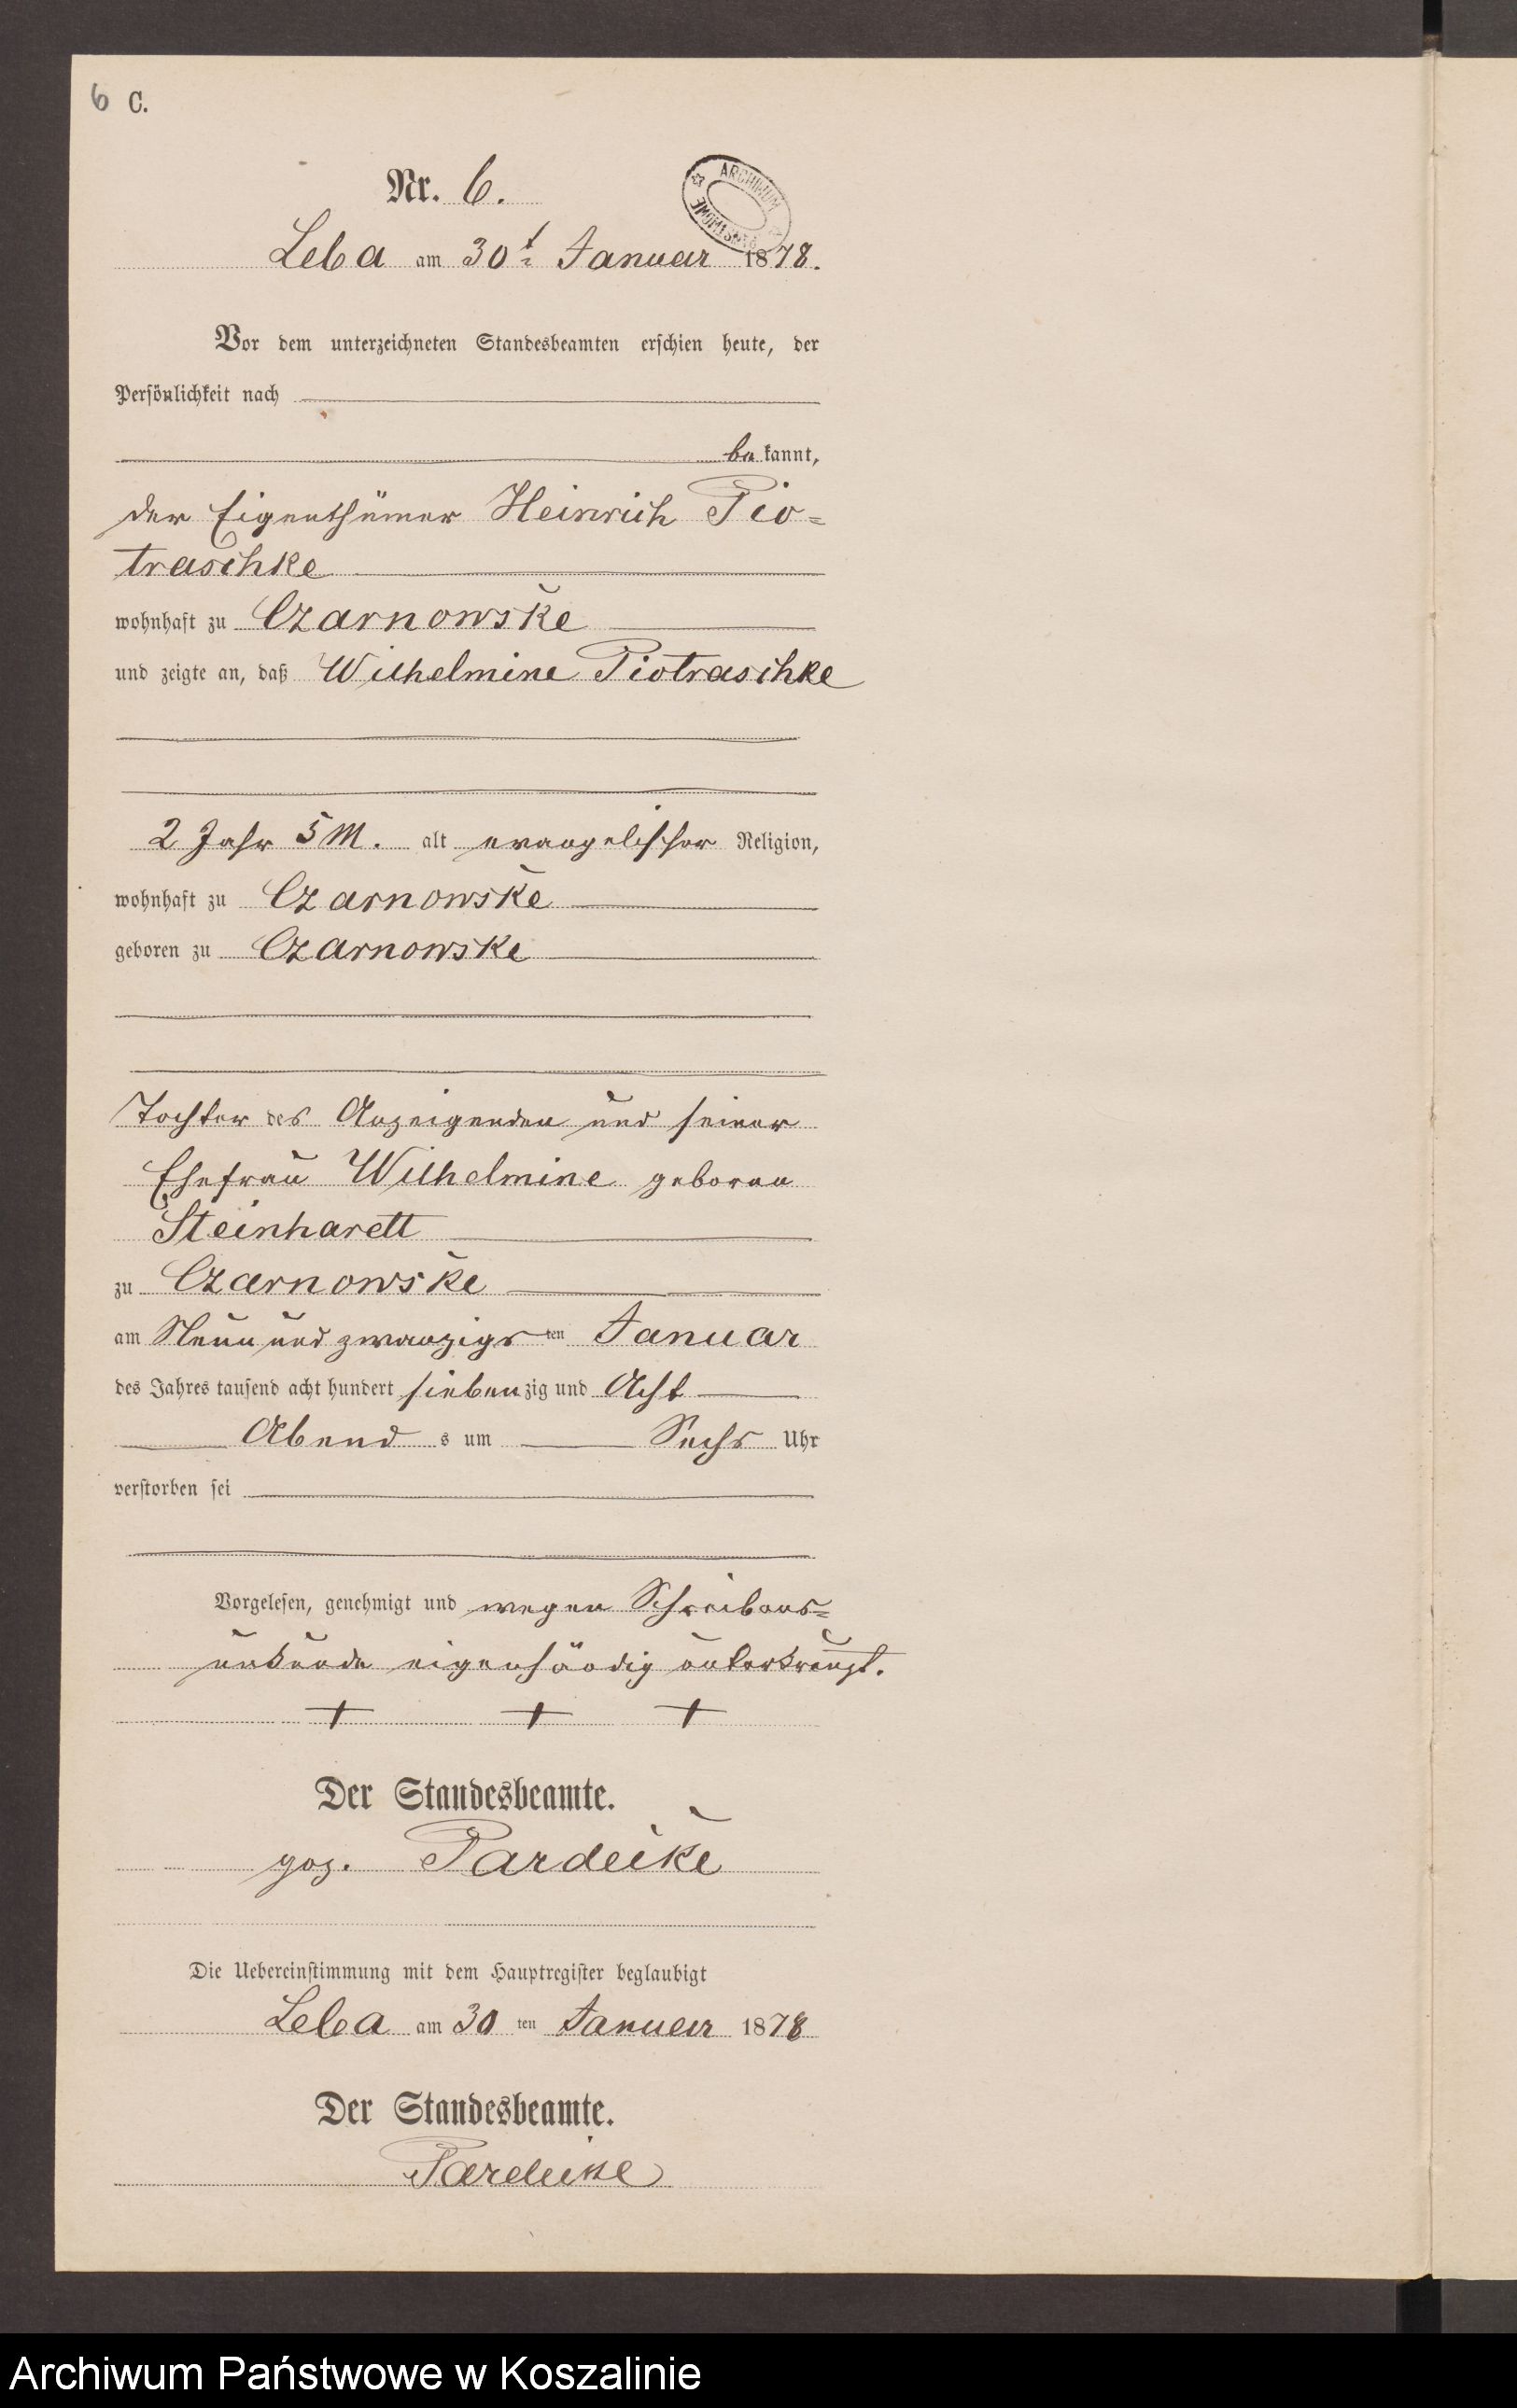 6 C.
Nr. 6.
ARCHIWUM PAŃSTWOWE
Leba am 30t Januar 1878.
Vor dem unterzeichneten Standesbeamten erschien heute, der
Persönlichkeit nach
bekannt,
der Eigenthümer Heinrich Pio=
traschke
wohnhaft zu Czarnowske
und zeigte an, daß Wilhelmine Piotraschke
2 Jahr 5 M. alt evangelischer Religion,
wohnhaft zu Czarnowske
geboren zu Czarnowske
Tochter des Anzeigenden und seiner
Ehefrau Wilhelmine geboren
Steinharett
zu Czarnowske
am Neun und zwanzigsten Januar
des Jahres tausend acht hundert siebenzig und Acht
Abends um Sechs Uhr
verstorben sei
Vorgelesen, genehmigt und wegen Schreibens=
unkunde eigenhändig unterkreuzt.
+ + +
Der Standesbeamte.
gez. Pardeike
Die Uebereinstimmung mit dem Hauptregister beglaubigt
Leba am 30ten Januar 1878
Der Standesbeamte.
Pardeike
Archiwum Państwowe w Koszalinie